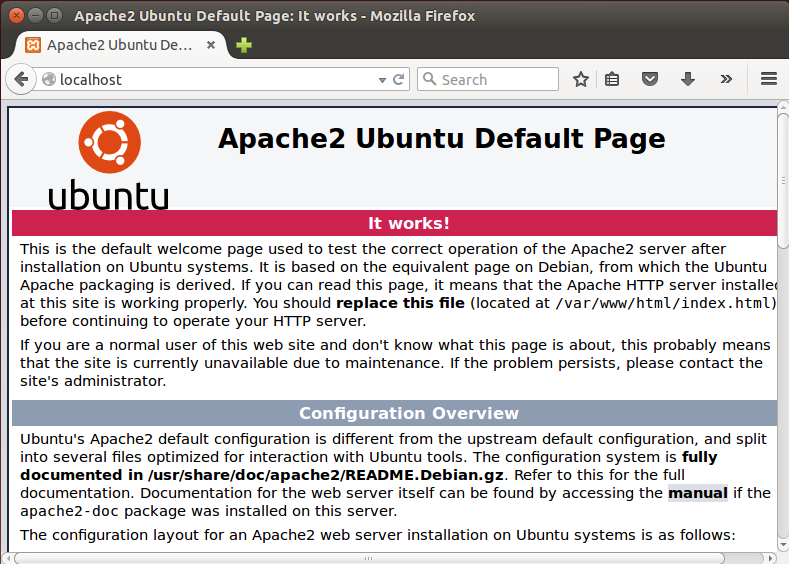 Apache2 Ubuntu Default Page: It works - Mozilla Firefox
Apache2 Ubuntu De...
localhost
Search
ubuntu
Apache2 Ubuntu Default Page
It works!
This is the default welcome page used to test the correct operation of the Apache2 server after
installation on Ubuntu systems. It is based on the equivalent page on Debian, from which the Ubuntu
Apache packaging is derived. If you can read this page, it means that the Apache HTTP server installed
at this site is working properly. You should replace this file (located at /var/www/html/index.html)
before continuing to operate your HTTP server.
If you are a normal user of this web site and don't know what this page is about, this probably means
that the site is currently unavailable due to maintenance. If the problem persists, please contact the
site's administrator.
Configuration Overview
Ubuntu's Apache2 default configuration is different from the upstream default configuration, and split
into several files optimized for interaction with Ubuntu tools. The configuration system is fully
documented in /usr/share/doc/apache2/README.Debian.gz. Refer to this for the full
documentation. Documentation for the web server itself can be found by accessing the manual if the
apache2-doc package was installed on this server.
The configuration layout for an Apache2 web server installation on Ubuntu systems is as follows: